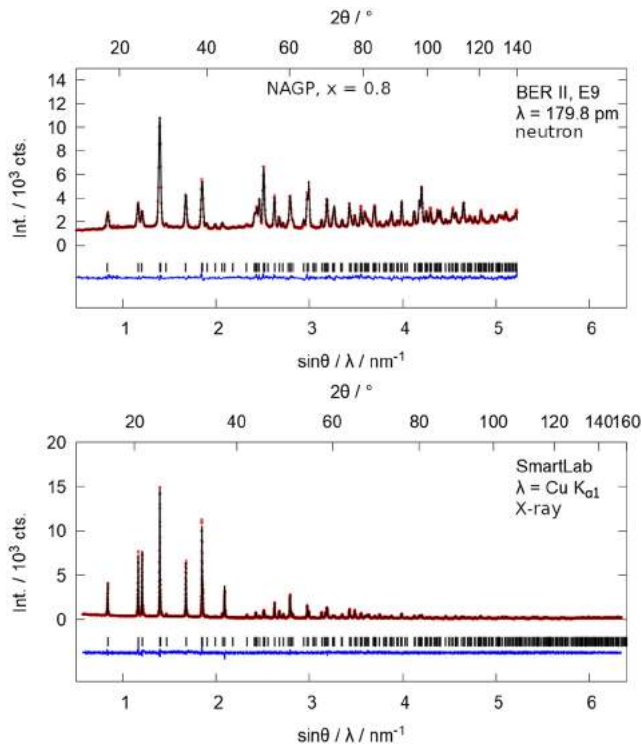 2θ / °
20 40 60 80 100 120 140
NAGP, x = 0.8
BER II, E9
λ = 179.8 pm
neutron
Int. / 10³ cts.
14
12
10
8
6
4
2
0
1 2 3 4 5 6
sinθ / λ / nm⁻¹
2θ / °
20 40 60 80 100 120 140 160
SmartLab
λ = Cu Kα1
X-ray
Int. / 10³ cts.
20
15
10
5
0
1 2 3 4 5 6
sinθ / λ / nm⁻¹